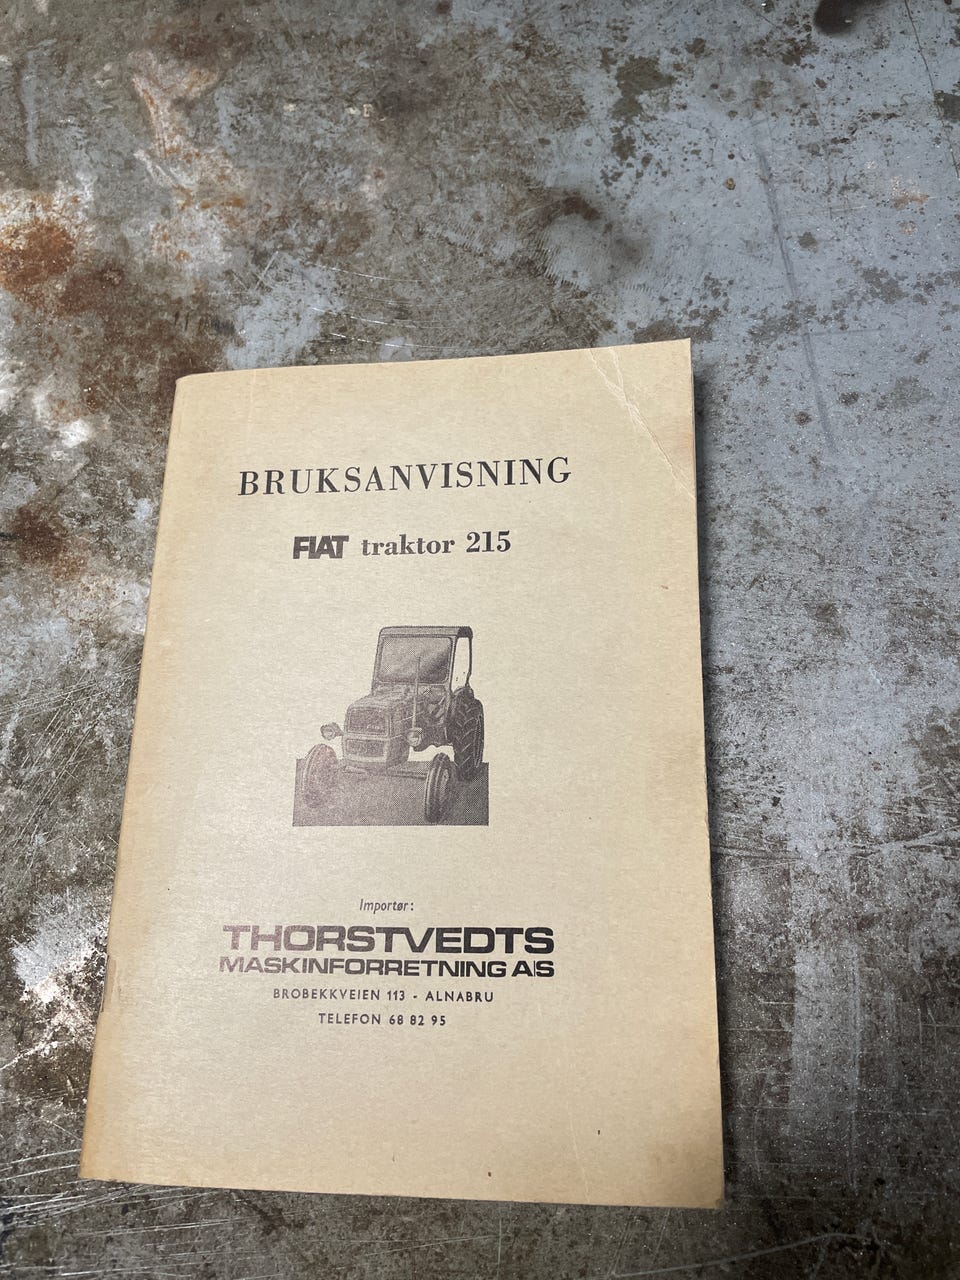 BRUKSANVISNING
FIAT traktor 215
Importør:
THORSTVEDTS
MASKINFORRETNING A/S
BROBEKKVEIEN 113 - ALNABRU
TELEFON 68 82 95